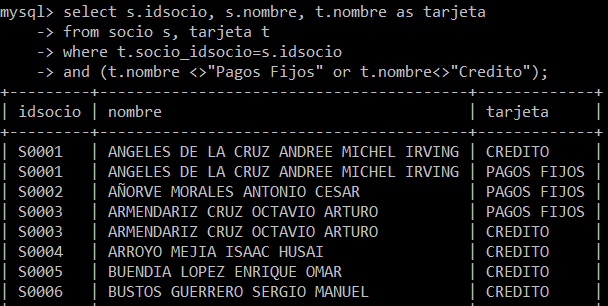 mysql> select s.idsocio, s.nombre, t.nombre as tarjeta
    -> from socio s, tarjeta t
    -> where t.socio_idsocio=s.idsocio
    -> and (t.nombre <>"Pagos Fijos" or t.nombre<>"Credito");
+---------+----------------------------------------+-------------+
| idsocio | nombre                                 | tarjeta     |
+---------+----------------------------------------+-------------+
| S0001   | ANGELES DE LA CRUZ ANDREE MICHEL IRVING | CREDITO     |
| S0001   | ANGELES DE LA CRUZ ANDREE MICHEL IRVING | PAGOS FIJOS |
| S0002   | AÑORVE MORALES ANTONIO CESAR            | PAGOS FIJOS |
| S0003   | ARMENDARIZ CRUZ OCTAVIO ARTURO          | PAGOS FIJOS |
| S0003   | ARMENDARIZ CRUZ OCTAVIO ARTURO          | CREDITO     |
| S0004   | ARROYO MEJIA ISAAC HUSAI                | CREDITO     |
| S0005   | BUENDIA LOPEZ ENRIQUE OMAR              | CREDITO     |
| S0006   | BUSTOS GUERRERO SERGIO MANUEL           | CREDITO     |